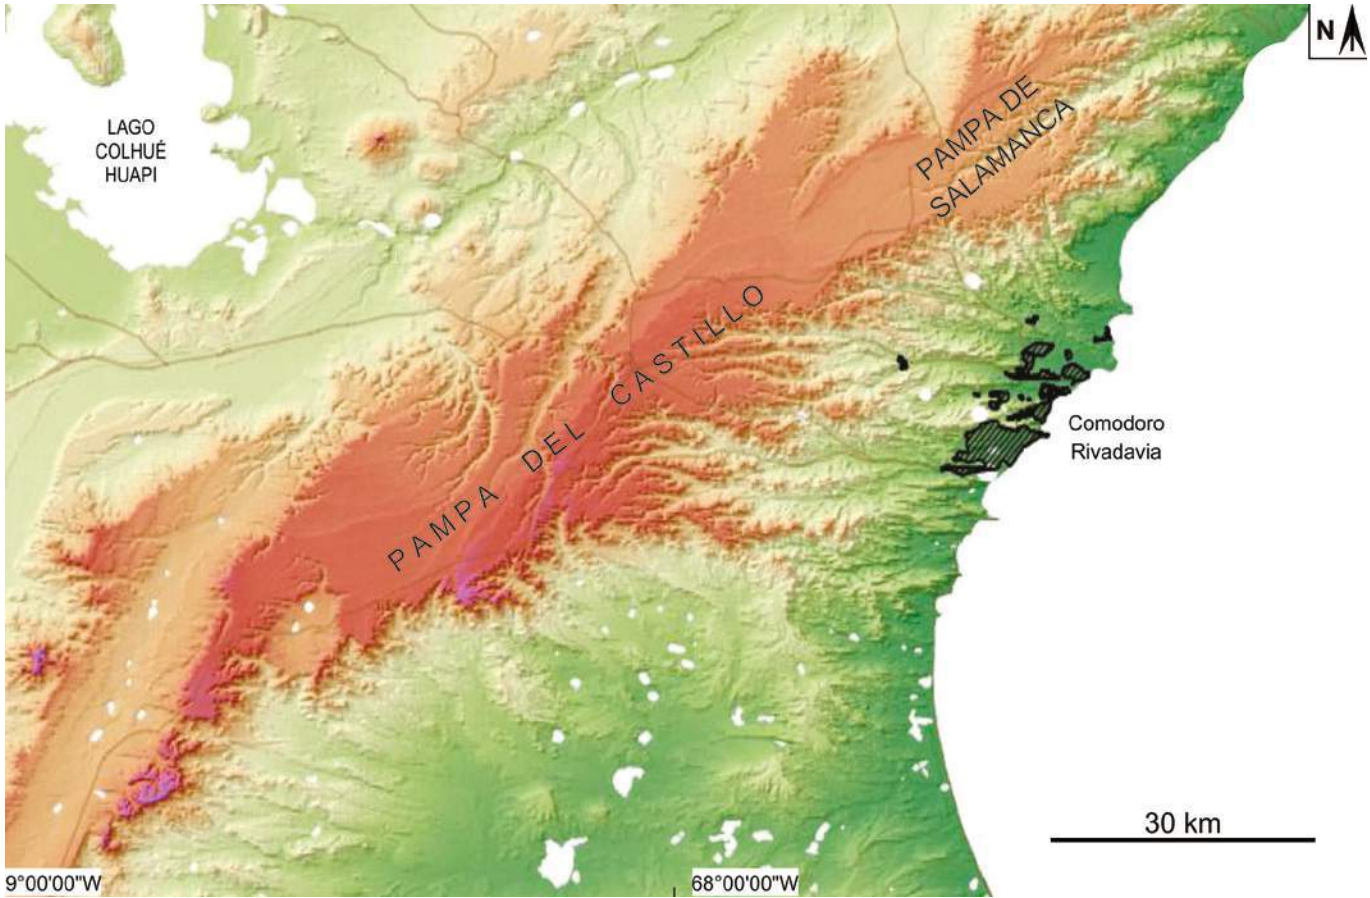 N
PAMPA DE
SALAMANCA
LAGO
COLHUÉ
HUAPI
PAMPA DEL CASTILLO
Comodoro
Rivadavia
30 km
9°00'00"W
68°00'00"W